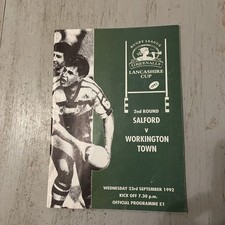 RUGBY LEAGUE
GREENALLS
LANCASHIRE
CUP
2nd ROUND
SALFORD
v
WORKINGTON
TOWN
WEDNESDAY 23rd SEPTEMBER 1992
KICK OFF 7.30 p.m.
OFFICIAL PROGRAMME £1